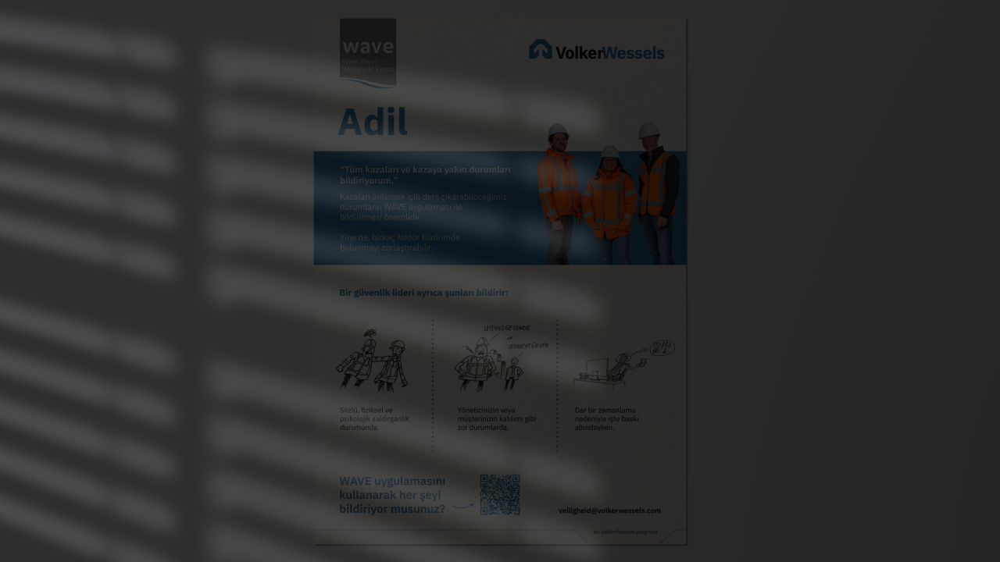 wave
Wees Alert!
Veiligheid Eerst!
VolkerWessels
Adil
"Tüm kazaları ve kazaya yakın durumları
bildiriyorum."
Kazaları önlemek için ders çıkarabileceğimiz
durumların WAVE uygulaması ile
bildirilmesi önemlidir.
Yine de, birkaç faktör bildirimde
bulunmayı zorlaştırabilir.
Bir güvenlik lideri ayrıca şunları bildirir:
LEIDINGGEVENDE
OPDRACHTGEVER
Sözlü, fiziksel ve
psikolojik saldırganlık
durumunda.
Yöneticinizin veya
müşterinizin katılımı gibi
zor durumlarda.
Dar bir zamanlama
nedeniyle işte baskı
altındayken.
WAVE uygulamasını
kullanarak her şeyi
bildiriyor musunuz?
veiligheid@volkerwessels.com
bir VolkerWessels programı